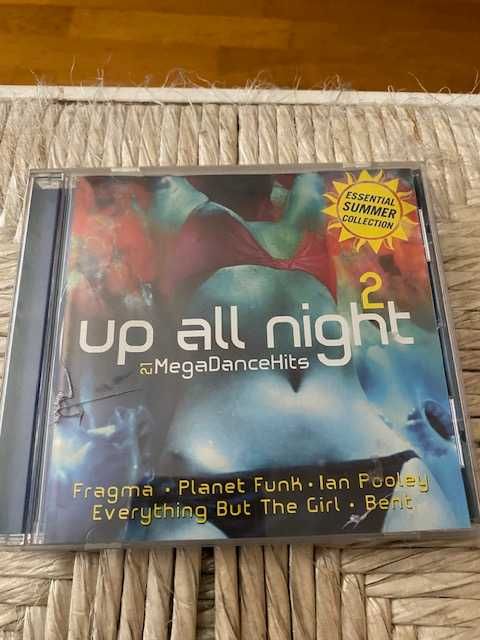 ESSENTIAL
SUMMER
COLLECTION
2
up all night
21 MegaDanceHits
Fragma • Planet Funk • Ian Pooley
Everything But The Girl • Bent